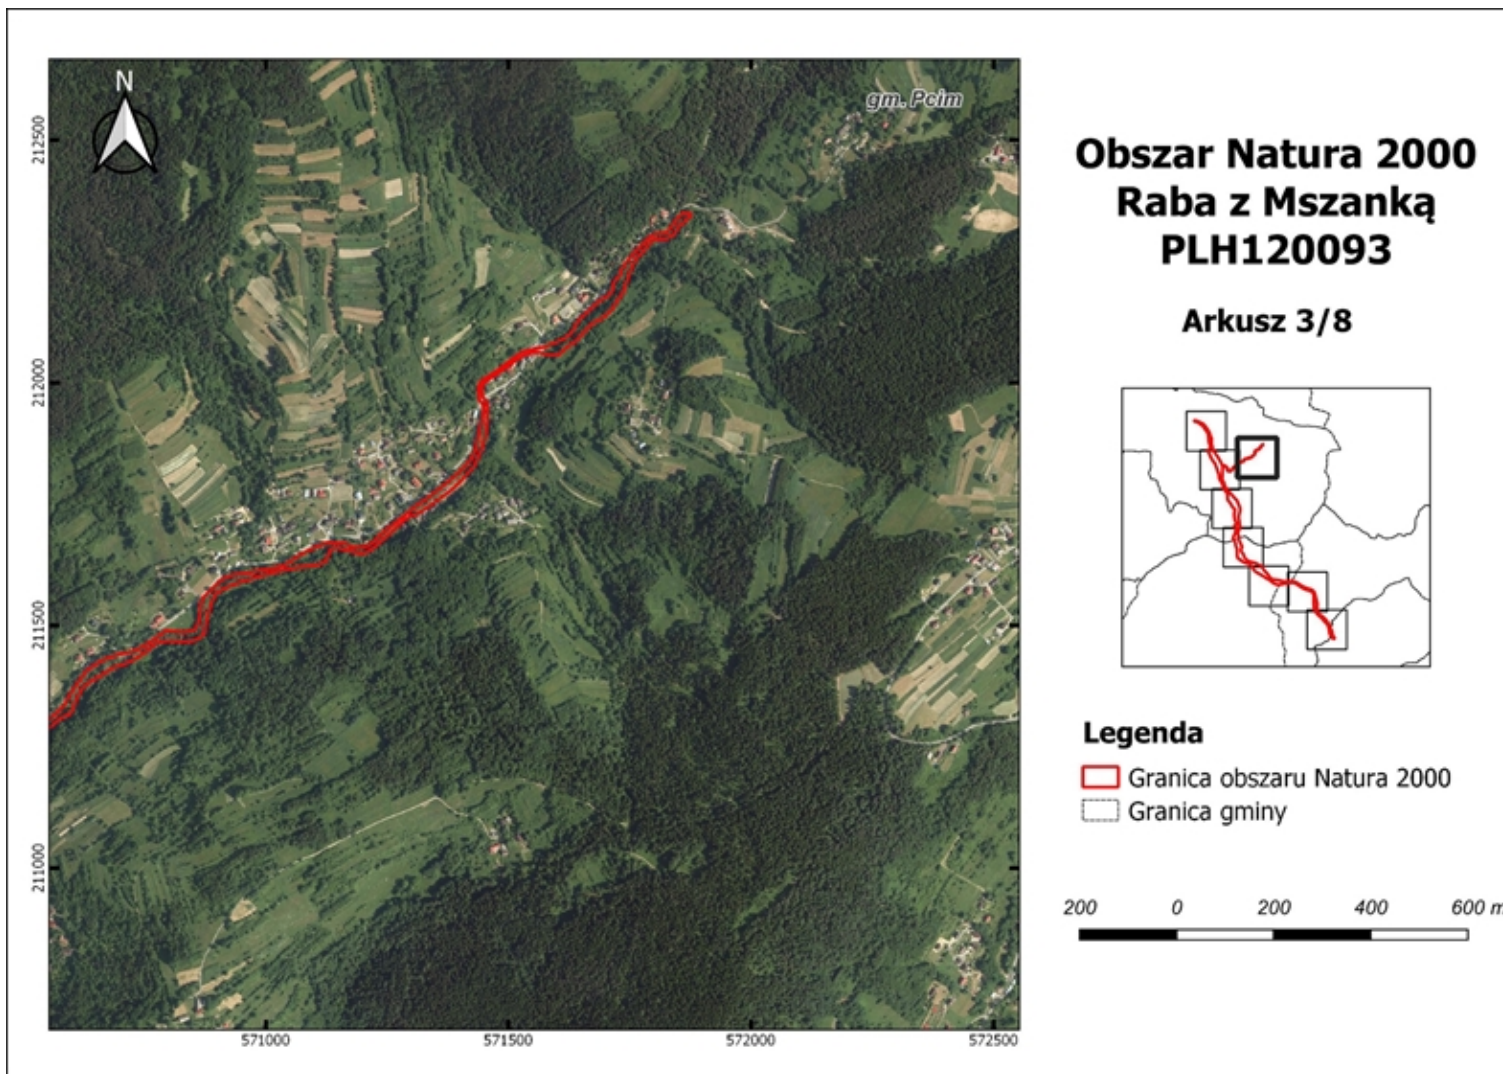 N
gm. Pcim
212500
212000
211500
211000
571000
571500
572000
572500
Obszar Natura 2000
Raba z Mszanką
PLH120093
Arkusz 3/8
Legenda
Granica obszaru Natura 2000
Granica gminy
200 0 200 400 600 m